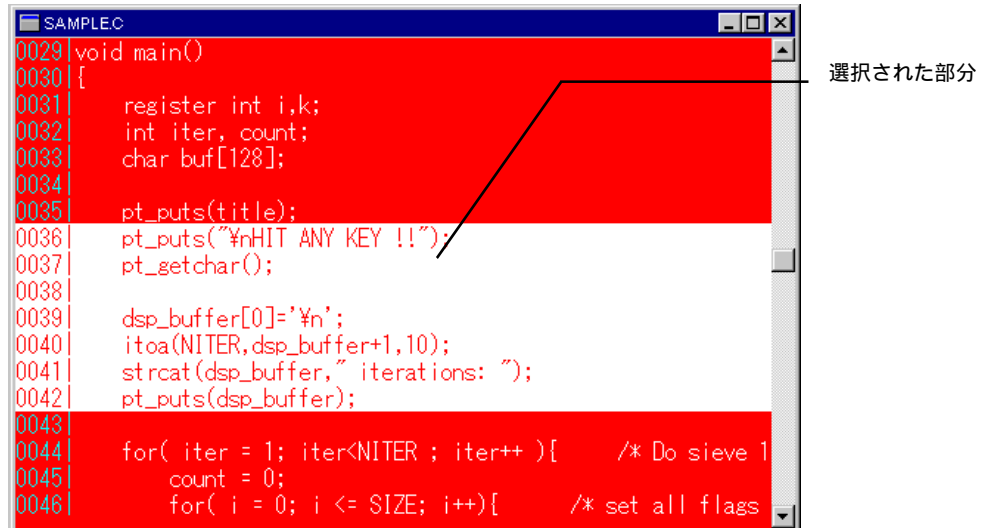 SAMPLE.C
0029|void main()
0030|{
0031|    register int i,k;
0032|    int iter, count;
0033|    char buf[128];
0034|
0035|    pt_puts(title);
0036|    pt_puts("¥nHIT ANY KEY !!");
0037|    pt_getchar();
0038|
0039|    dsp_buffer[0]='¥n';
0040|    itoa(NITER,dsp_buffer+1,10);
0041|    strcat(dsp_buffer," iterations: ");
0042|    pt_puts(dsp_buffer);
0043|
0044|    for( iter = 1; iter<NITER ; iter++ ){     /* Do sieve 1
0045|        count = 0;
0046|        for( i = 0; i <= SIZE; i++){      /* set all flags
選択された部分